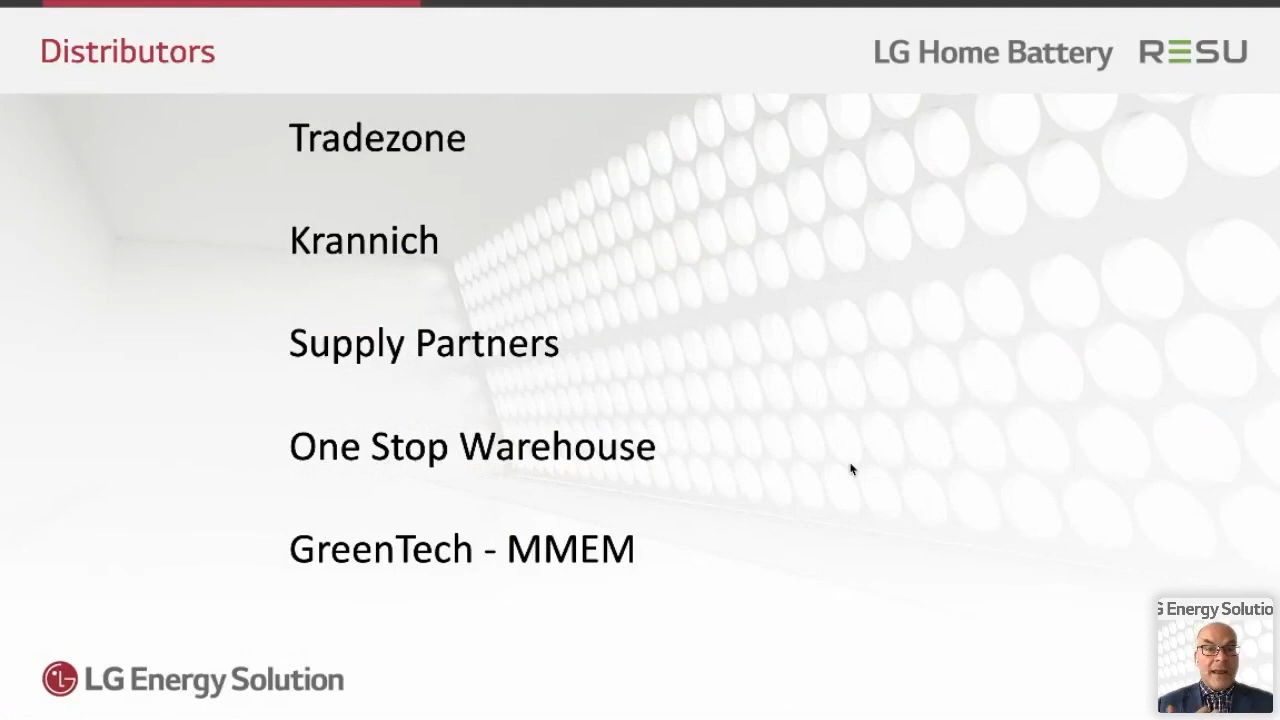 Distributors
LG Home Battery RESU
Tradezone
Krannich
Supply Partners
One Stop Warehouse
GreenTech - MMEM
LG Energy Solution
G Energy Solutio